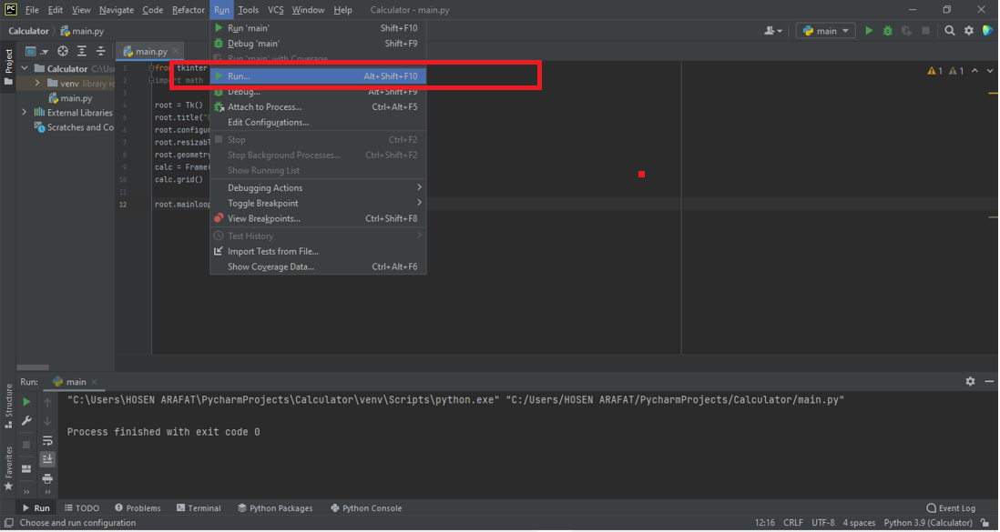 PC File Edit View Navigate Code Refactor Run Tools VCS Window Help Calculator - main.py
Calculator main.py
main
Project
Calculator C:\Use
venv library ro
main.py
External Libraries
Scratches and Co
main.py
1
2
3
4
5
6
7
8
9
10
11
12
from tkinter
import math
root = Tk()
root.title("
root.configur
root.resizabl
root.geometry
calc = Frame(
calc.grid()
root.mainloop
Run 'main' Shift+F10
Debug 'main' Shift+F9
Run 'main' with Coverage
Run... Alt+Shift+F10
Debug... Alt+Shift+F9
Attach to Process... Ctrl+Alt+F5
Edit Configurations...
Stop Ctrl+F2
Stop Background Processes... Ctrl+Shift+F2
Show Running List
Debugging Actions
Toggle Breakpoint
View Breakpoints... Ctrl+Shift+F8
Test History
Import Tests from File...
Show Coverage Data... Ctrl+Alt+F6
1 1
Run: main
"C:\Users\HOSEN ARAFAT\PycharmProjects\Calculator\venv\Scripts\python.exe" "C:/Users/HOSEN ARAFAT/PycharmProjects/Calculator/main.py"
Process finished with exit code 0
Structure
Favorites
Run TODO Problems Terminal Python Packages Python Console Event Log
Choose and run configuration 12:16 CRLF UTF-8 4 spaces Python 3.9 (Calculator)